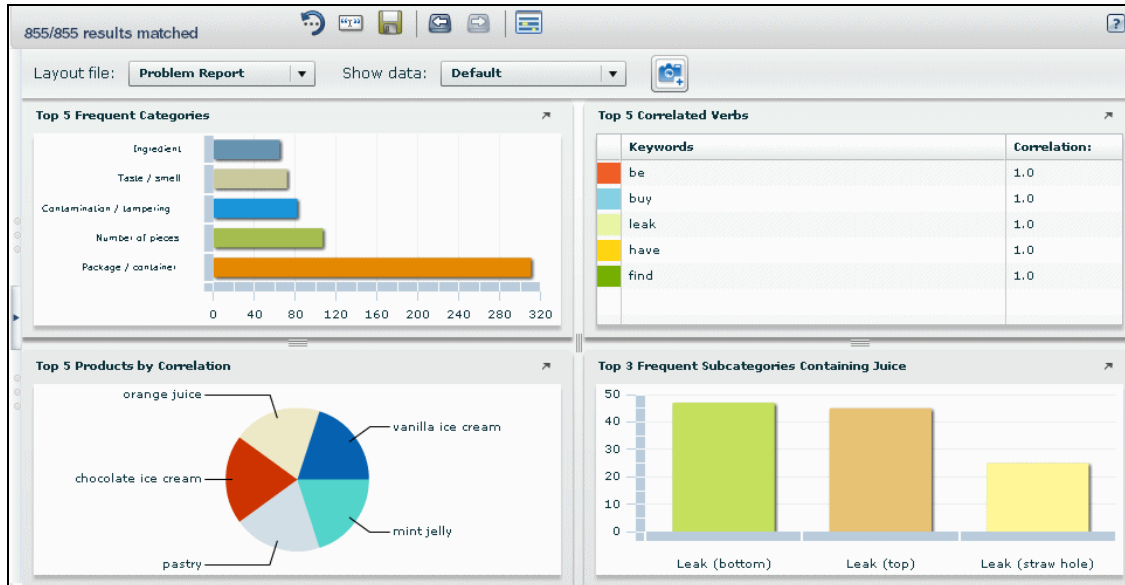 855/855 results matched
Layout file: Problem Report Show data: Default
Top 5 Frequent Categories
Ingredient
Taste / smell
Contamination / tampering
Number of pieces
Package / container
0 40 80 120 160 200 240 280 320
Top 5 Correlated Verbs
Keywords Correlation:
be 1.0
buy 1.0
leak 1.0
have 1.0
find 1.0
Top 5 Products by Correlation
orange juice
vanilla ice cream
chocolate ice cream
mint jelly
pastry
Top 3 Frequent Subcategories Containing Juice
50
40
30
20
10
0
Leak (bottom) Leak (top) Leak (straw hole)